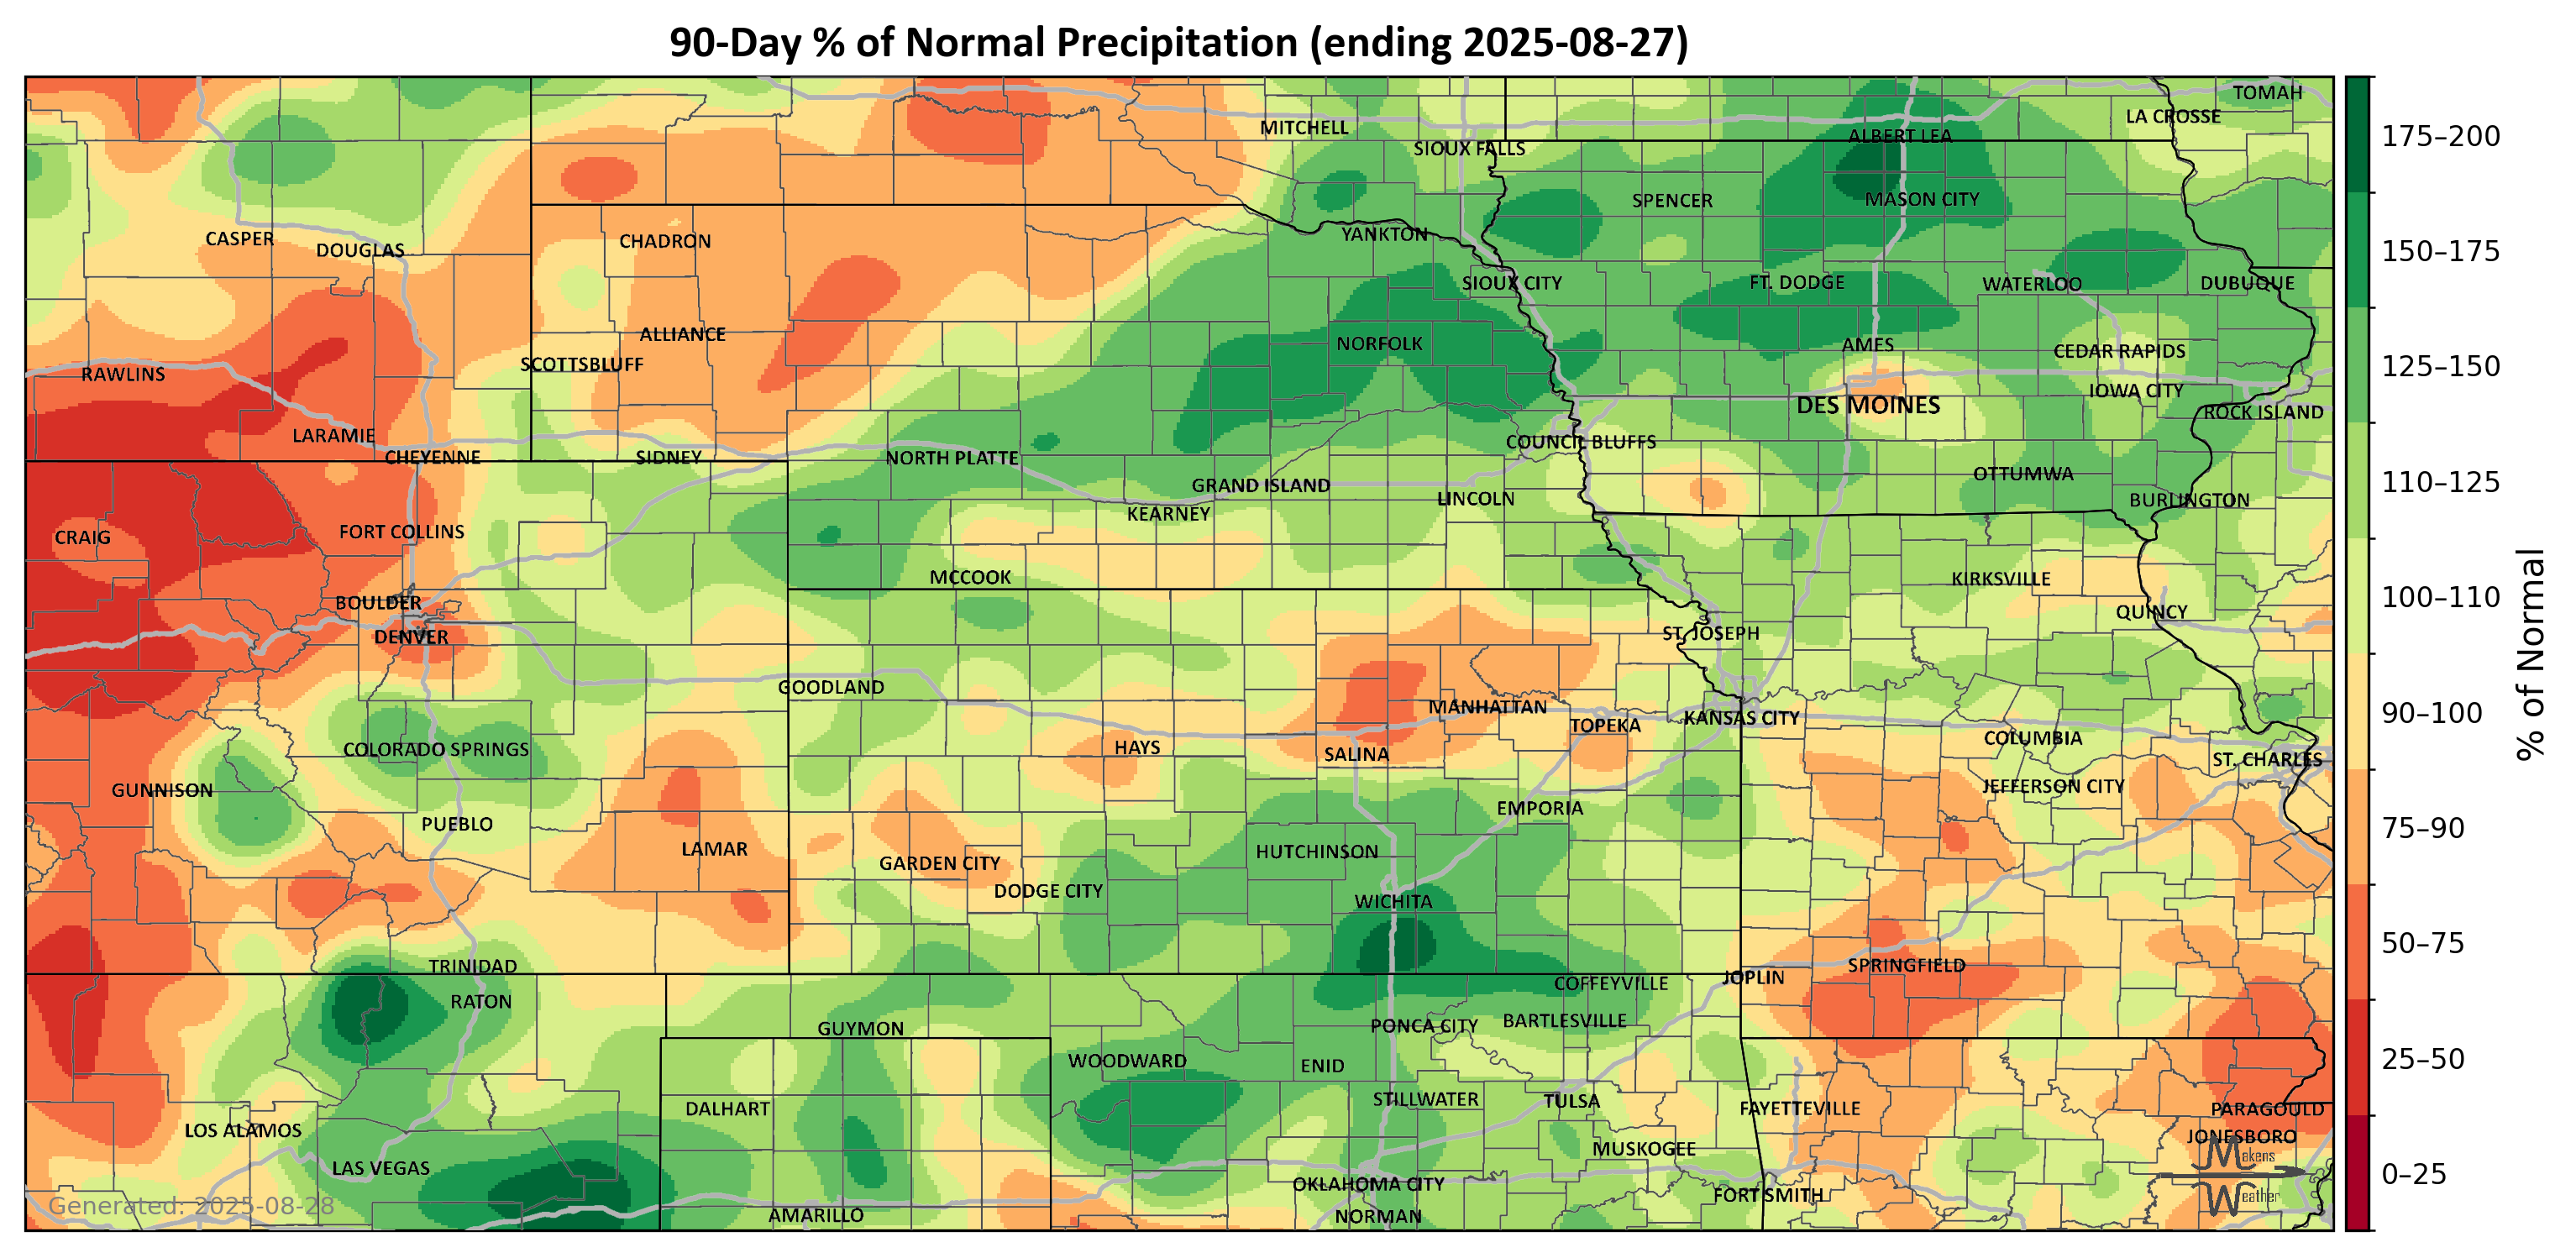 90-Day % of Normal Precipitation (ending 2025-08-27)
TOMAH
LA CROSSE
MITCHELL
ALBERT LEA
SIOUX FALLS
SPENCER
MASON CITY
CASPER
DOUGLAS
CHADRON
YANKTON
SIOUX CITY
FT. DODGE
WATERLOO
DUBUQUE
ALLIANCE
NORFOLK
AMES
CEDAR RAPIDS
SCOTTSBLUFF
RAWLINS
IOWA CITY
DES MOINES
ROCK ISLAND
LARAMIE
COUNCIL BLUFFS
CHEYENNE
SIDNEY
NORTH PLATTE
OTTUMWA
GRAND ISLAND
LINCOLN
BURLINGTON
KEARNEY
CRAIG
FORT COLLINS
MCCOOK
KIRKSVILLE
BOULDER
QUINCY
DENVER
ST. JOSEPH
GOODLAND
MANHATTAN
TOPEKA
KANSAS CITY
COLORADO SPRINGS
HAYS
SALINA
COLUMBIA
ST. CHARLES
GUNNISON
JEFFERSON CITY
EMPORIA
PUEBLO
LAMAR
HUTCHINSON
GARDEN CITY
DODGE CITY
WICHITA
TRINIDAD
SPRINGFIELD
JOPLIN
COFFEYVILLE
RATON
GUYMON
PONCA CITY
BARTLESVILLE
WOODWARD
ENID
DALHART
STILLWATER
TULSA
FAYETTEVILLE
PARAGOULD
LOS ALAMOS
JONESBORO
MUSKOGEE
LAS VEGAS
OKLAHOMA CITY
FORT SMITH
AMARILLO
NORMAN
Generated: 2025-08-28
Makens
Weather
175–200
150–175
125–150
110–125
100–110
90–100
75–90
50–75
25–50
0–25
% of Normal